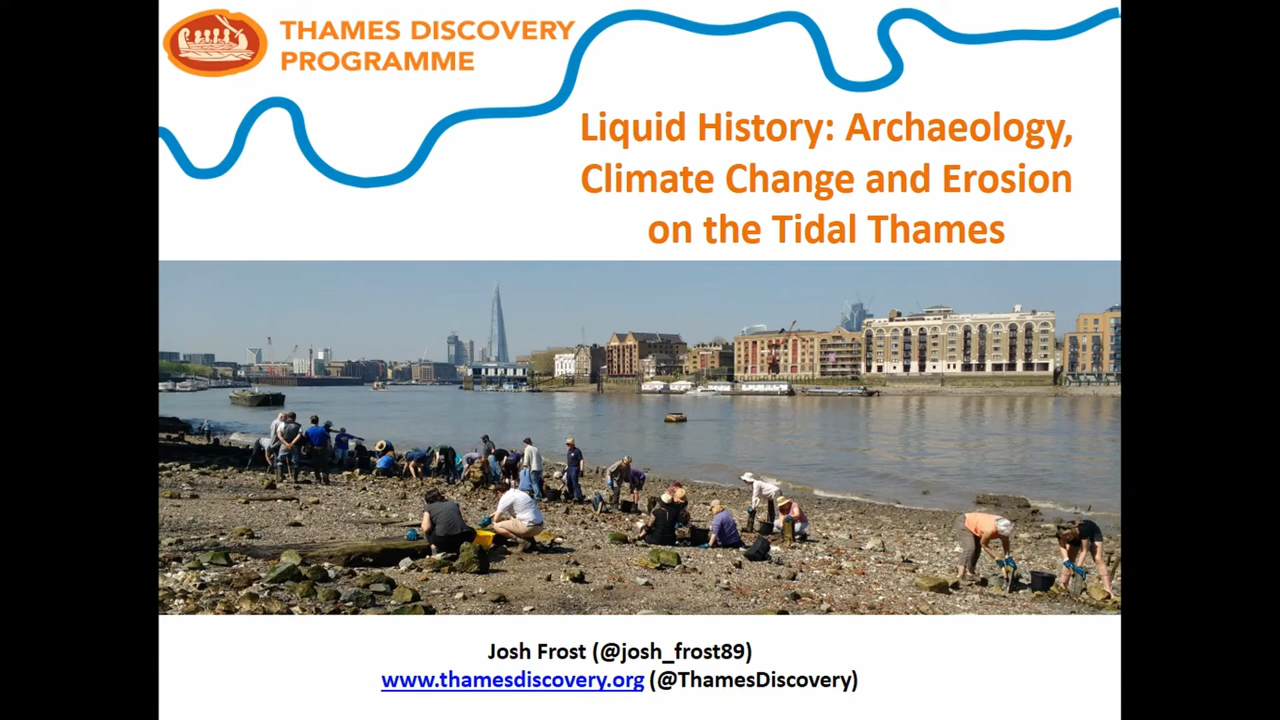 THAMES DISCOVERY
PROGRAMME
Liquid History: Archaeology,
Climate Change and Erosion
on the Tidal Thames
Josh Frost (@josh_frost89)
www.thamesdiscovery.org (@ThamesDiscovery)